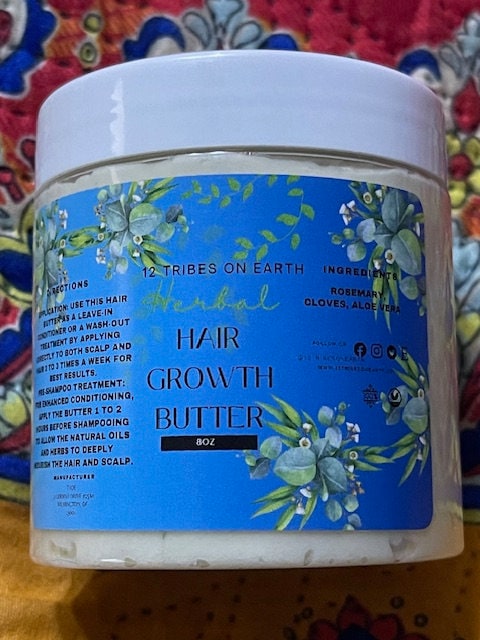 12 TRIBES ON EARTH
Herbal
HAIR
GROWTH
BUTTER
8OZ
APPLICATION: USE THIS HAIR
BUTTER AS A LEAVE-IN
CONDITIONER OR A WASH-OUT
TREATMENT BY APPLYING
DIRECTLY TO BOTH SCALP AND
HAIR 2 TO 3 TIMES A WEEK FOR
BEST RESULTS.
PRE-SHAMPOO TREATMENT:
FOR ENHANCED CONDITIONING,
APPLY THE BUTTER 1 TO 2
HOURS BEFORE SHAMPOOING
TO ALLOW THE NATURAL OILS
AND HERBS TO DEEPLY
NOURISH THE HAIR AND SCALP.
MANUFACTURER
INGREDIENTS
ROSEMARY,
CLOVES, ALOE VERA
FOLLOW US